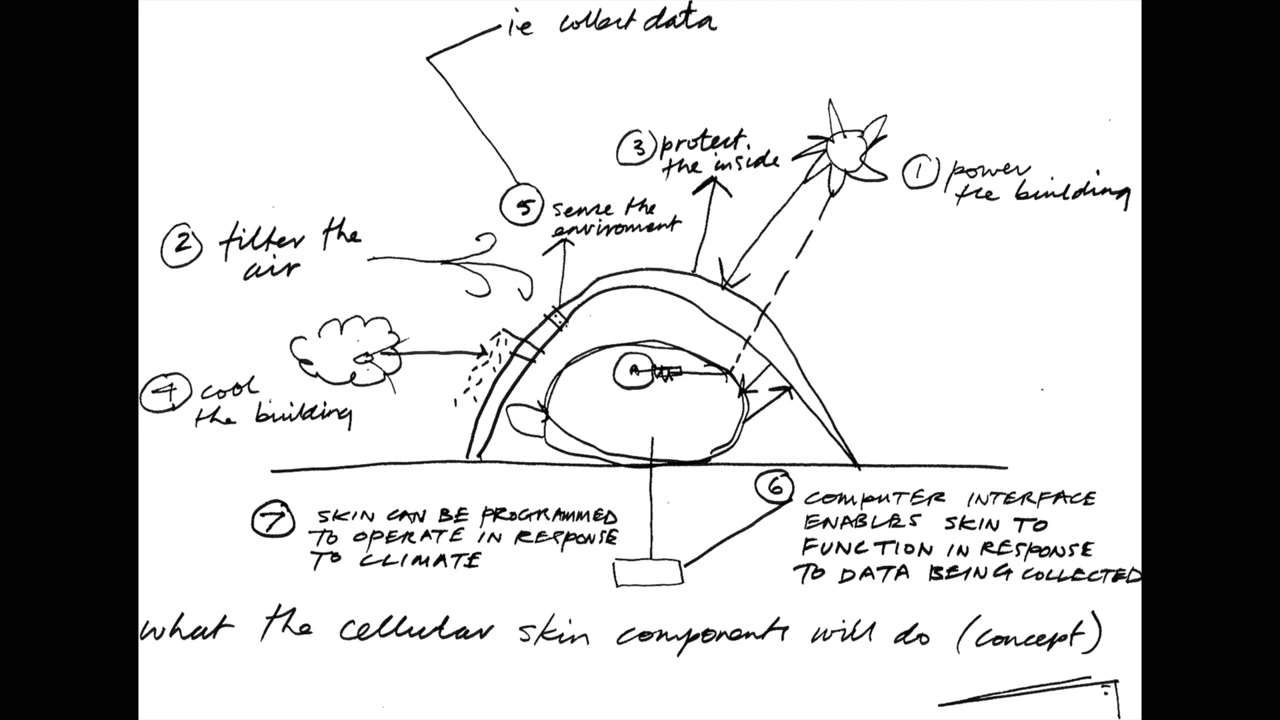 ie collect data
3 protect.
the inside
1 power
the building
5 sense the
enviroment
2 filter the
air
4 cool
the building
6 COMPUTER INTERFACE
ENABLES SKIN TO
FUNCTION IN RESPONSE
TO DATA BEING COLLECTED
7 SKIN CAN BE PROGRAMMED
TO OPERATE IN RESPONSE
TO CLIMATE
what the cellular skin components will do (concept)